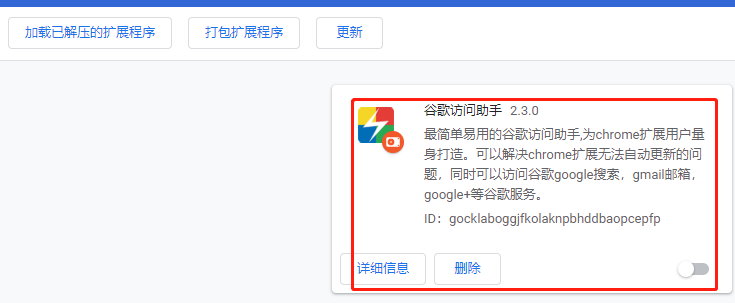 加载已解压的扩展程序 打包扩展程序 更新
谷歌访问助手 2.3.0
最简单易用的谷歌访问助手,为chrome扩展用户量
身打造。可以解决chrome扩展无法自动更新的问
题，同时可以访问谷歌google搜索，gmail邮箱，
google+等谷歌服务。
ID：gocklaboggjfkolaknpbhddbaopcepfp
详细信息 删除